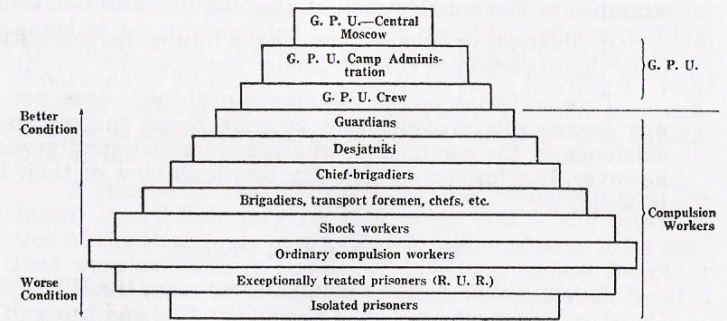 G. P. U.—Central
Moscow
G. P. U. Camp Adminis-
tration
G. P. U.
G. P. U. Crew
Better
Condition
Guardians
Desjatniki
Chief-brigadiers
Brigadiers, transport foremen, chefs, etc.
Compulsion
Workers
Shock workers
Ordinary compulsion workers
Worse
Condition
Exceptionally treated prisoners (R. U. R.)
Isolated prisoners